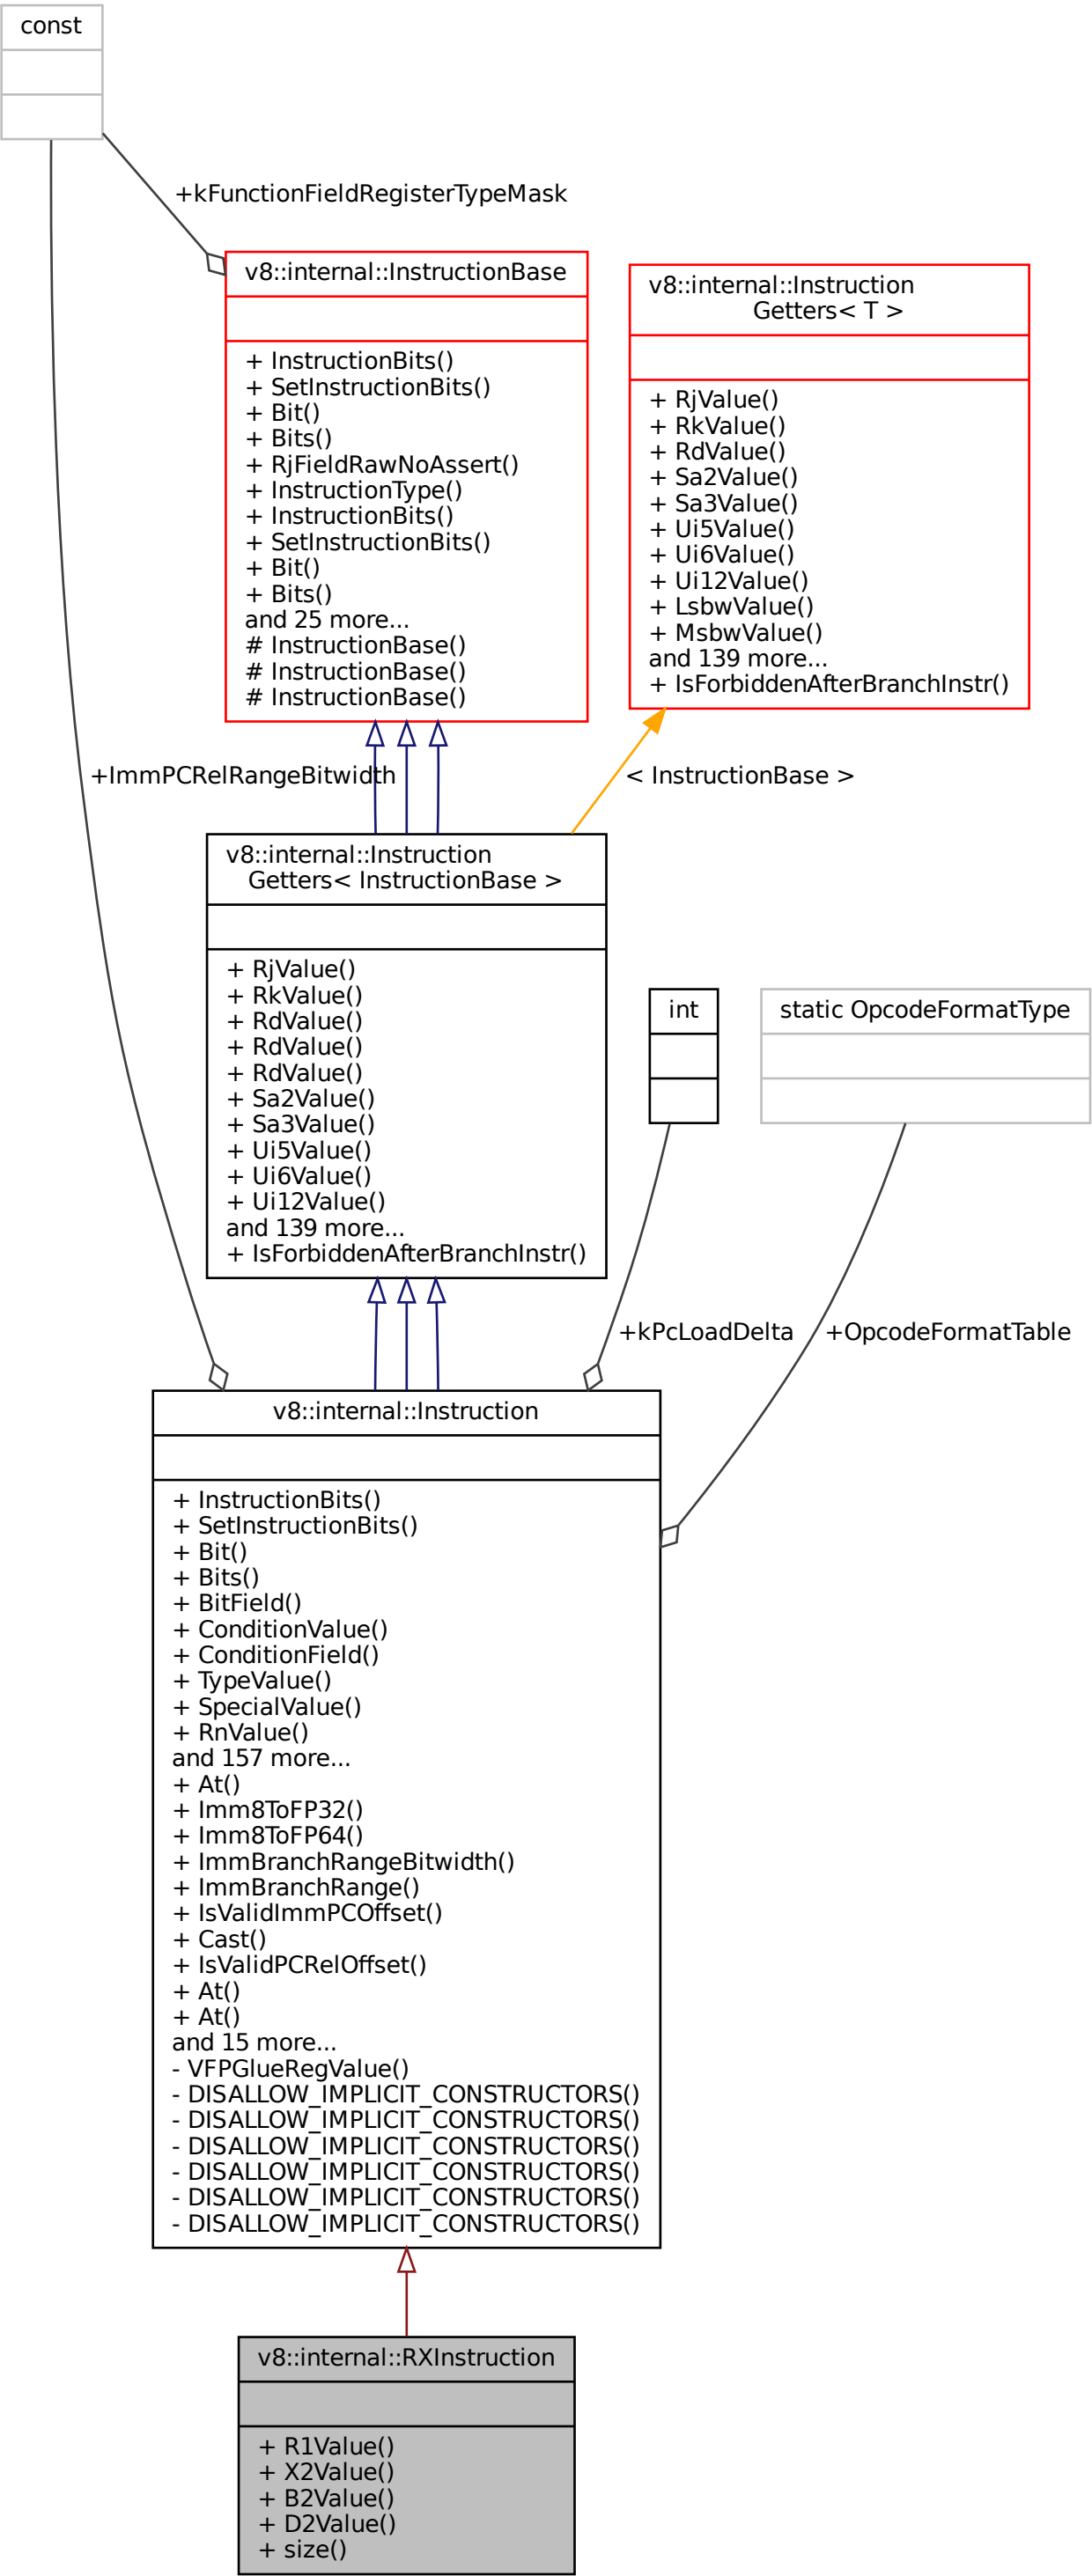 const
+kFunctionFieldRegisterTypeMask
v8::internal::InstructionBase
+ InstructionBits()
+ SetInstructionBits()
+ Bit()
+ Bits()
+ RjFieldRawNoAssert()
+ InstructionType()
+ InstructionBits()
+ SetInstructionBits()
+ Bit()
+ Bits()
and 25 more...
# InstructionBase()
# InstructionBase()
# InstructionBase()
v8::internal::Instruction
Getters< T >
+ RjValue()
+ RkValue()
+ RdValue()
+ Sa2Value()
+ Sa3Value()
+ Ui5Value()
+ Ui6Value()
+ Ui12Value()
+ LsbwValue()
+ MsbwValue()
and 139 more...
+ IsForbiddenAfterBranchInstr()
+ImmPCRelRangeBitwidth
< InstructionBase >
v8::internal::Instruction
Getters< InstructionBase >
+ RjValue()
+ RkValue()
+ RdValue()
+ RdValue()
+ RdValue()
+ Sa2Value()
+ Sa3Value()
+ Ui5Value()
+ Ui6Value()
+ Ui12Value()
and 139 more...
+ IsForbiddenAfterBranchInstr()
int
static OpcodeFormatType
+kPcLoadDelta
+OpcodeFormatTable
v8::internal::Instruction
+ InstructionBits()
+ SetInstructionBits()
+ Bit()
+ Bits()
+ BitField()
+ ConditionValue()
+ ConditionField()
+ TypeValue()
+ SpecialValue()
+ RnValue()
and 157 more...
+ At()
+ Imm8ToFP32()
+ Imm8ToFP64()
+ ImmBranchRangeBitwidth()
+ ImmBranchRange()
+ IsValidImmPCOffset()
+ Cast()
+ IsValidPCRelOffset()
+ At()
+ At()
and 15 more...
- VFPGlueRegValue()
- DISALLOW_IMPLICIT_CONSTRUCTORS()
- DISALLOW_IMPLICIT_CONSTRUCTORS()
- DISALLOW_IMPLICIT_CONSTRUCTORS()
- DISALLOW_IMPLICIT_CONSTRUCTORS()
- DISALLOW_IMPLICIT_CONSTRUCTORS()
- DISALLOW_IMPLICIT_CONSTRUCTORS()
v8::internal::RXInstruction
+ R1Value()
+ X2Value()
+ B2Value()
+ D2Value()
+ size()